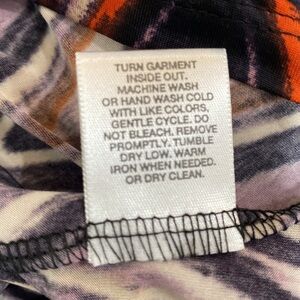 TURN GARMENT
INSIDE OUT.
MACHINE WASH
OR HAND WASH COLD
WITH LIKE COLORS,
GENTLE CYCLE. DO
NOT BLEACH. REMOVE
PROMPTLY. TUMBLE
DRY LOW. WARM
IRON WHEN NEEDED.
OR DRY CLEAN.